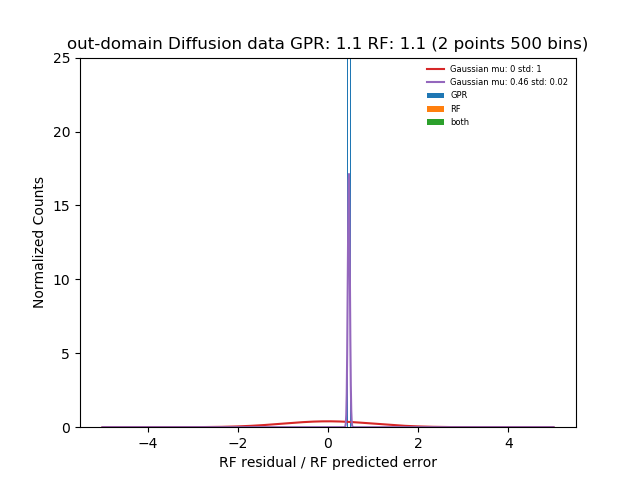 out-domain Diffusion data GPR: 1.1 RF: 1.1 (2 points 500 bins)
Gaussian mu: 0 std: 1
Gaussian mu: 0.46 std: 0.02
GPR
RF
both
25
20
15
10
5
0
Normalized Counts
−4
−2
0
2
4
RF residual / RF predicted error